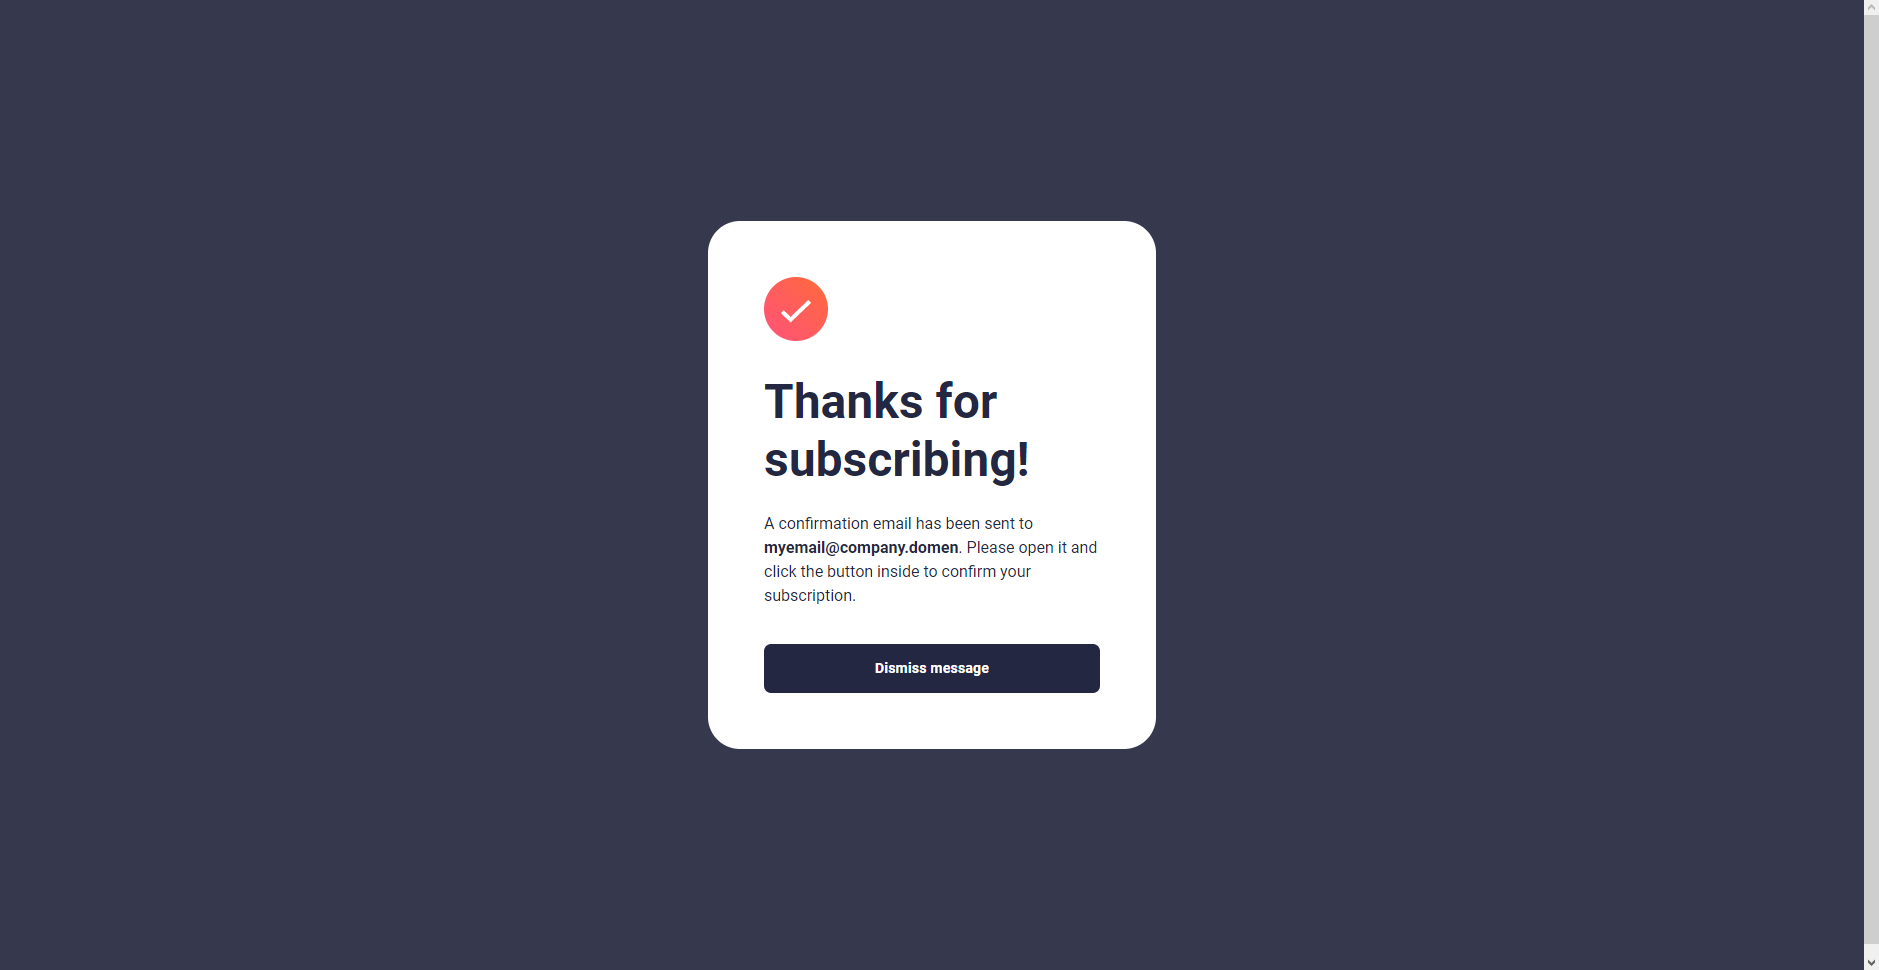 Thanks for
subscribing!
A confirmation email has been sent to
myemail@company.domen. Please open it and
click the button inside to confirm your
subscription.
Dismiss message